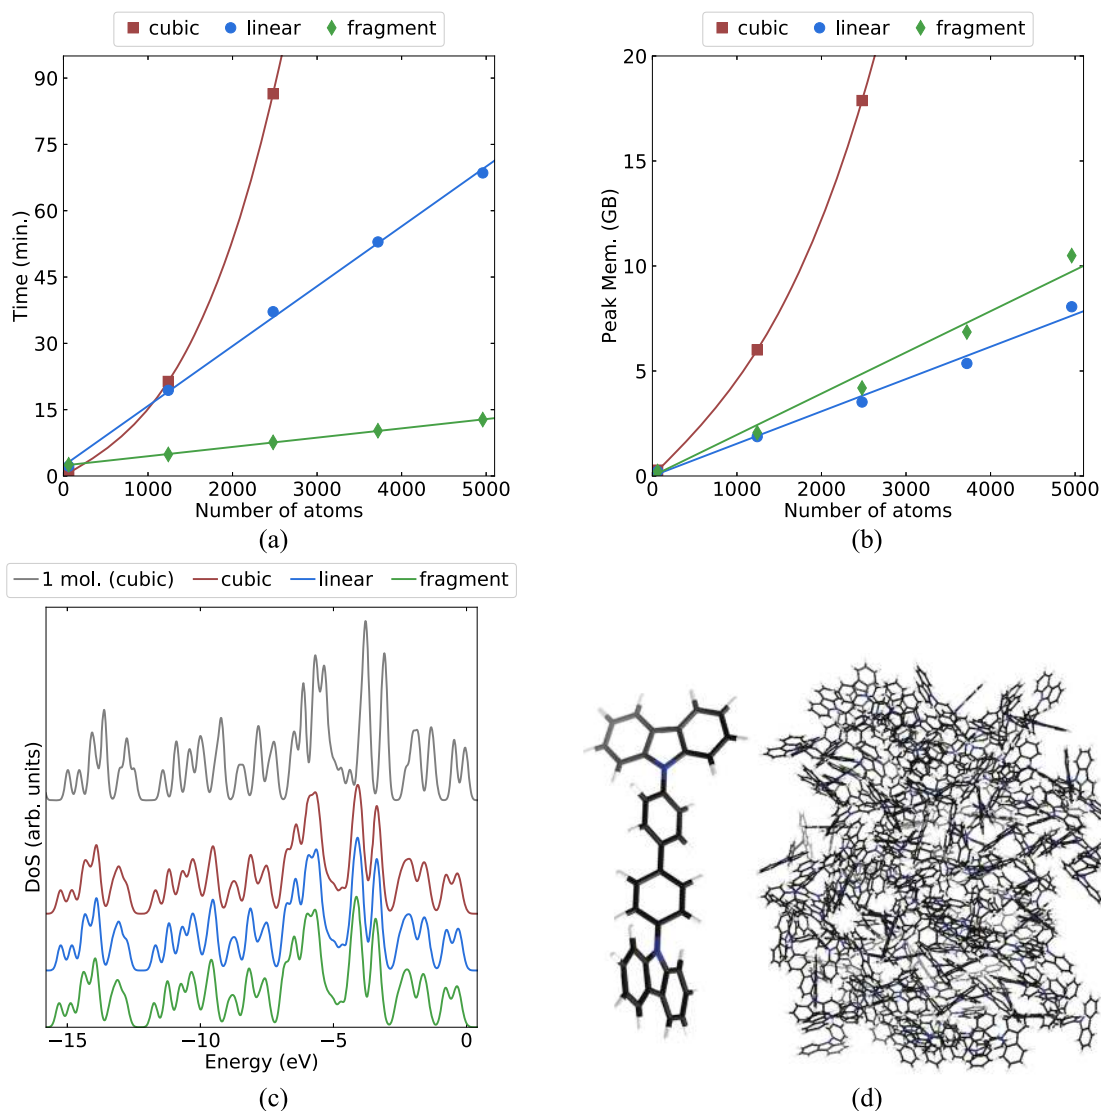 cubic linear fragment
90
75
60
45
30
15
0
Time (min.)
0 1000 2000 3000 4000 5000
Number of atoms
(a)
cubic linear fragment
20
15
10
5
0
Peak Mem. (GB)
0 1000 2000 3000 4000 5000
Number of atoms
(b)
1 mol. (cubic) cubic linear fragment
DoS (arb. units)
−15 −10 −5 0
Energy (eV)
(c)
(d)